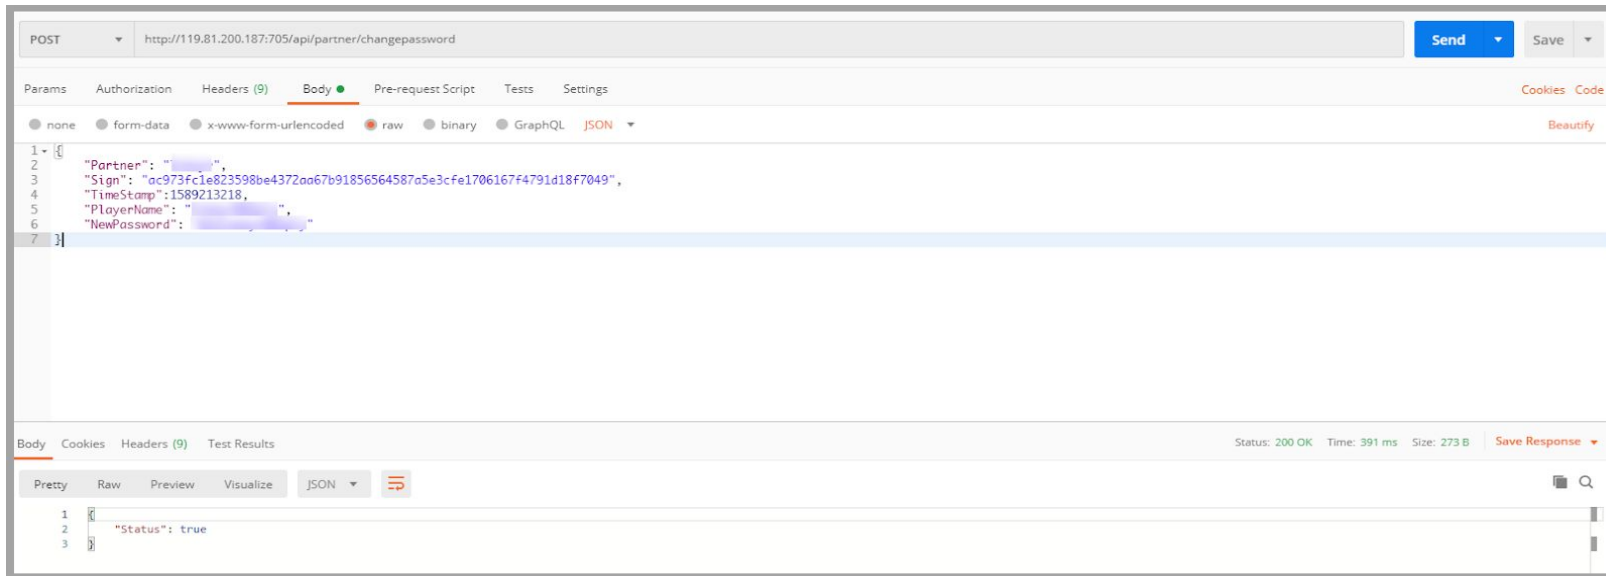 POST http://119.81.200.187:705/api/partner/changepassword Send Save
Params Authorization Headers (9) Body Pre-request Script Tests Settings Cookies Code
none form-data x-www-form-urlencoded raw binary GraphQL JSON Beautify
1 {
2 "Partner": "",
3 "Sign": "ac973fc1e823598be4372aa67b91856564587a5e3cfe1706167f4791d18f7049",
4 "TimeStamp":1589213218,
5 "PlayerName": "",
6 "NewPassword": "
7 }
Body Cookies Headers (9) Test Results Status: 200 OK Time: 391 ms Size: 273 B Save Response
Pretty Raw Preview Visualize JSON
1 {
2 "Status": true
3 }